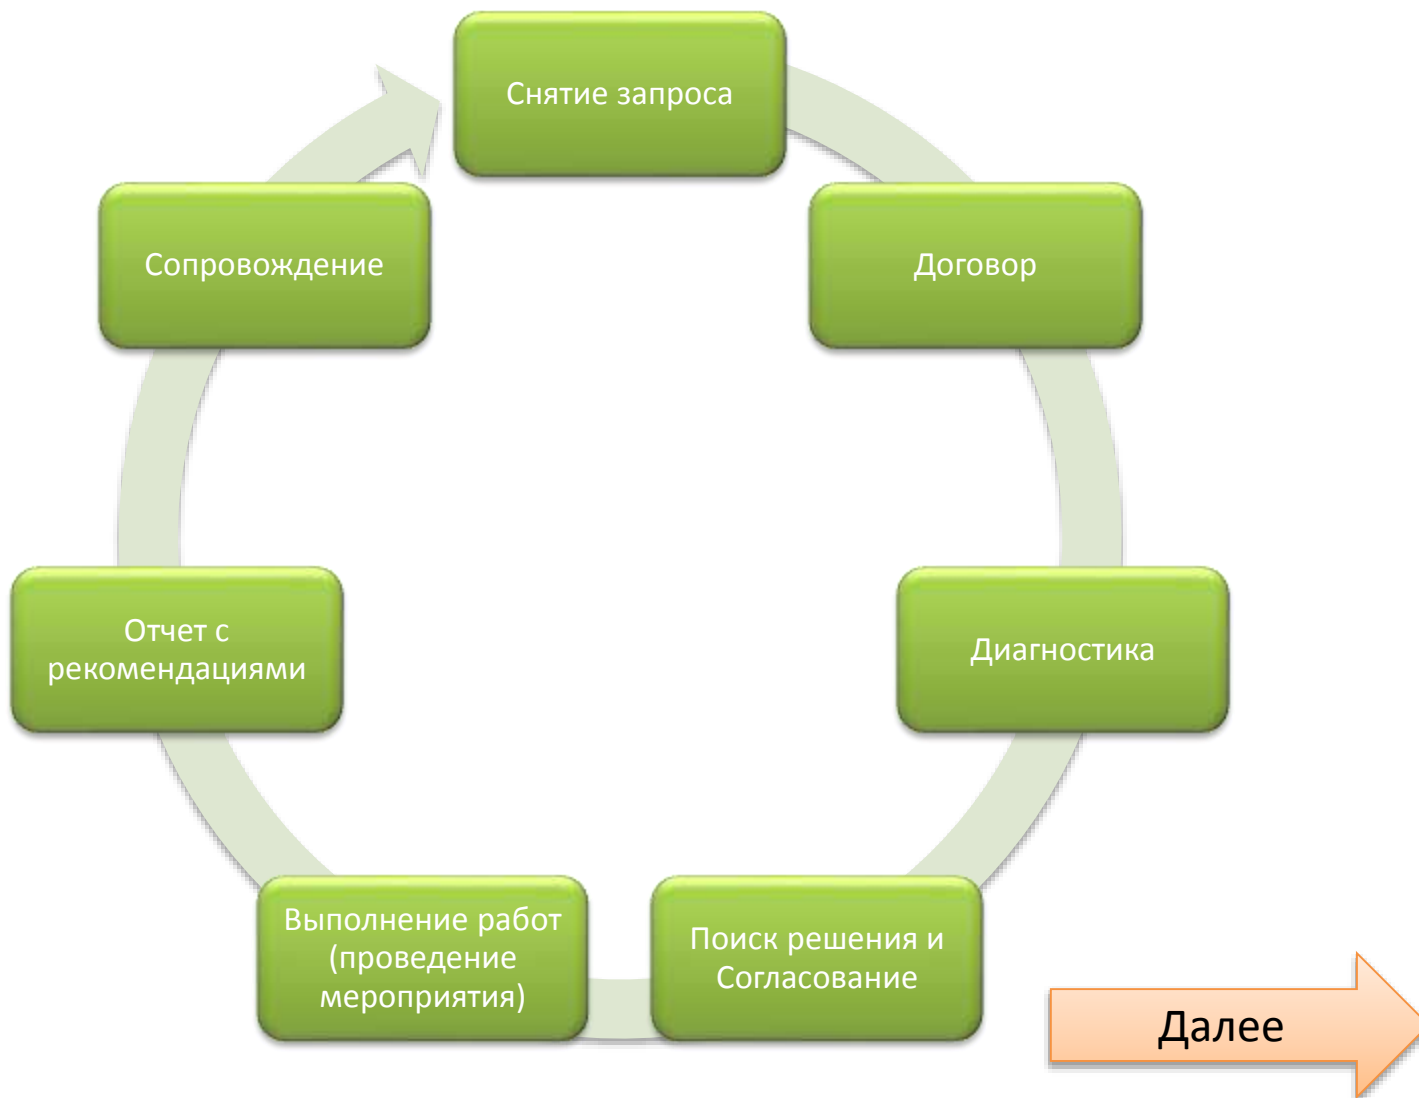 Снятие запроса
Договор
Диагностика
Поиск решения и
Согласование
Выполнение работ
(проведение
мероприятия)
Отчет с
рекомендациями
Сопровождение
Далее